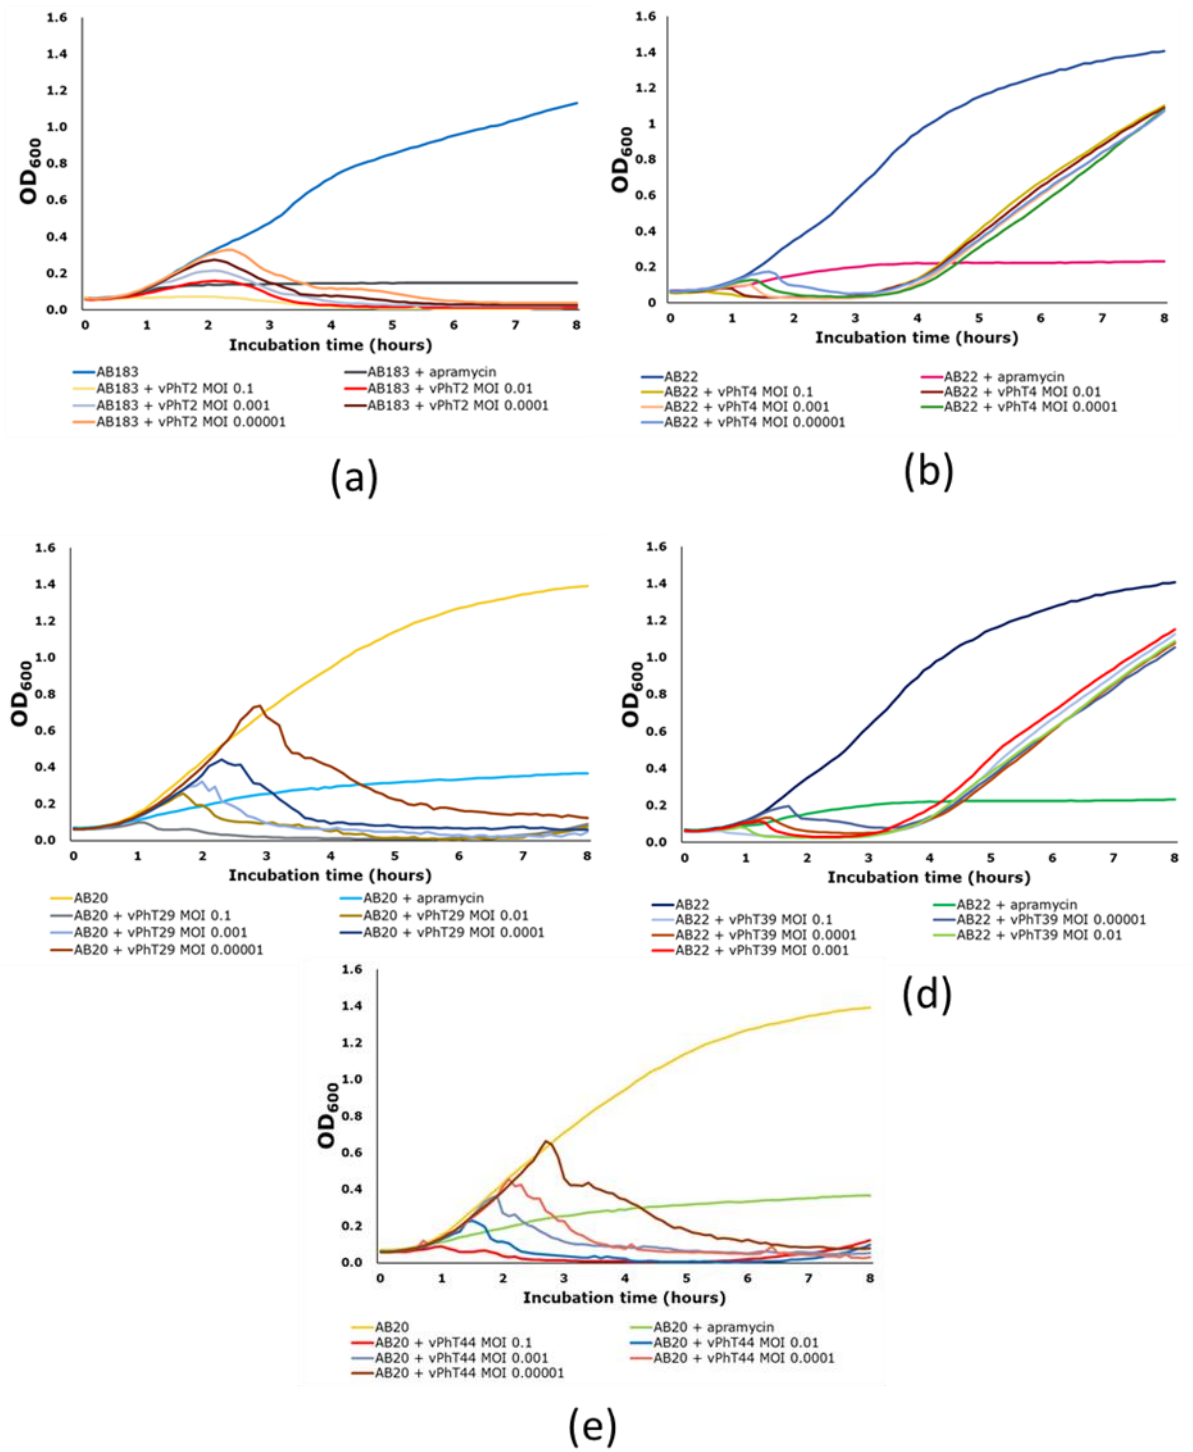 1.6
1.4
1.2
1.0
0.8
0.6
0.4
0.2
0.0
OD600
0 1 2 3 4 5 6 7 8
Incubation time (hours)
AB183 AB183 + apramycin
AB183 + vPhT2 MOI 0.1 AB183 + vPhT2 MOI 0.01
AB183 + vPhT2 MOI 0.001 AB183 + vPhT2 MOI 0.0001
AB183 + vPhT2 MOI 0.00001
(a)
1.6
1.4
1.2
1
0.8
0.6
0.4
0.2
0
OD600
0 1 2 3 4 5 6 7 8
Incubation time (hours)
AB22 AB22 + apramycin
AB22 + vPhT4 MOI 0.1 AB22 + vPhT4 MOI 0.01
AB22 + vPhT4 MOI 0.001 AB22 + vPhT4 MOI 0.0001
AB22 + vPhT4 MOI 0.00001
(b)
1.6
1.4
1.2
1.0
0.8
0.6
0.4
0.2
0.0
OD600
0 1 2 3 4 5 6 7 8
Incubation time (hours)
AB20 AB20 + apramycin
AB20 + vPhT29 MOI 0.1 AB20 + vPhT29 MOI 0.01
AB20 + vPhT29 MOI 0.001 AB20 + vPhT29 MOI 0.0001
AB20 + vPhT29 MOI 0.00001
1.6
1.4
1.2
1.0
0.8
0.6
0.4
0.2
0.0
OD600
0 1 2 3 4 5 6 7 8
Incubation time (hours)
AB22 AB22 + apramycin
AB22 + vPhT39 MOI 0.1 AB22 + vPhT39 MOI 0.00001
AB22 + vPhT39 MOI 0.0001 AB22 + vPhT39 MOI 0.01
AB22 + vPhT39 MOI 0.001
(d)
1.6
1.4
1.2
1.0
0.8
0.6
0.4
0.2
0.0
OD600
0 1 2 3 4 5 6 7 8
Incubation time (hours)
AB20 AB20 + apramycin
AB20 + vPhT44 MOI 0.1 AB20 + vPhT44 MOI 0.01
AB20 + vPhT44 MOI 0.001 AB20 + vPhT44 MOI 0.0001
AB20 + vPhT44 MOI 0.00001
(e)